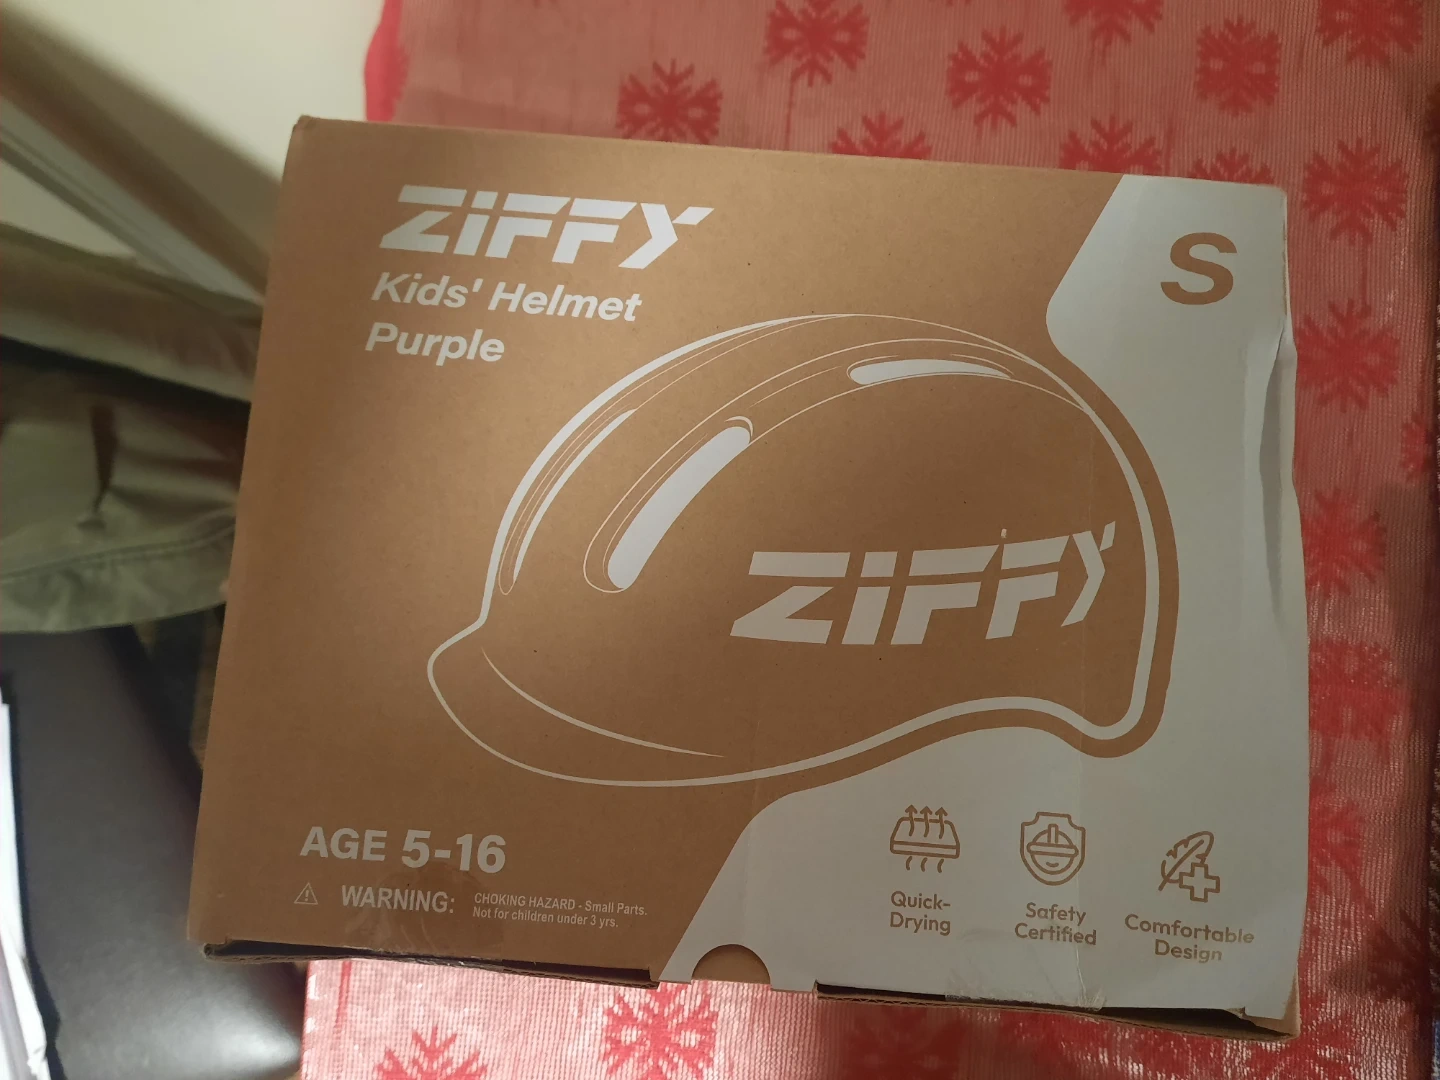 ZIFFY
Kids' Helmet
Purple
S
ZIFFY
AGE 5-16
WARNING:
CHOKING HAZARD - Small Parts.
Not for children under 3 yrs.
Quick-
Drying
Safety
Certified
Comfortable
Design